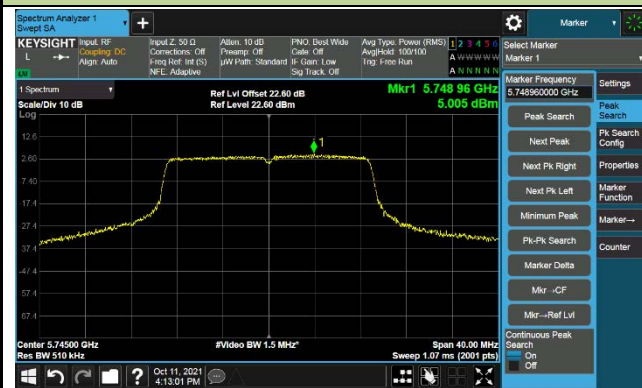 Spectrum Analyzer 1
Swept SA
+
Marker
KEYSIGHT
L
Input: RF
Coupling: DC
Align: Auto
Input Z: 50 Ω
Corrections: Off
Freq Ref: Int (S)
NFE: Adaptive
Atten: 10 dB
Preamp: Off
µW Path: Standard
PNO: Best Wide
Gate: Off
IF Gain: Low
Sig Track: Off
Avg Type: Power (RMS)
Avg|Hold: 100/100
Trig: Free Run
1 2 3 4 5 6
A W W W W W
A N N N N N
Select Marker
Marker 1
1 Spectrum
Scale/Div 10 dB
Log
Ref Lvl Offset 22.60 dB
Ref Level 22.60 dBm
Mkr1 5.748 96 GHz
5.005 dBm
12.6
2.60
-7.40
-17.4
-27.4
-37.4
-47.4
-57.4
-67.4
1
Center 5.74500 GHz
Res BW 510 kHz
#Video BW 1.5 MHz*
Span 40.00 MHz
Sweep 1.07 ms (2001 pts)
Marker Frequency
5.748960000 GHz
Peak Search
Next Peak
Next Pk Right
Next Pk Left
Minimum Peak
Pk-Pk Search
Marker Delta
Mkr→CF
Mkr→Ref Lvl
Continuous Peak
Search
On
Off
Settings
Peak
Search
Pk Search
Config
Properties
Marker
Function
Marker→
Counter
?
Oct 11, 2021
4:13:01 PM